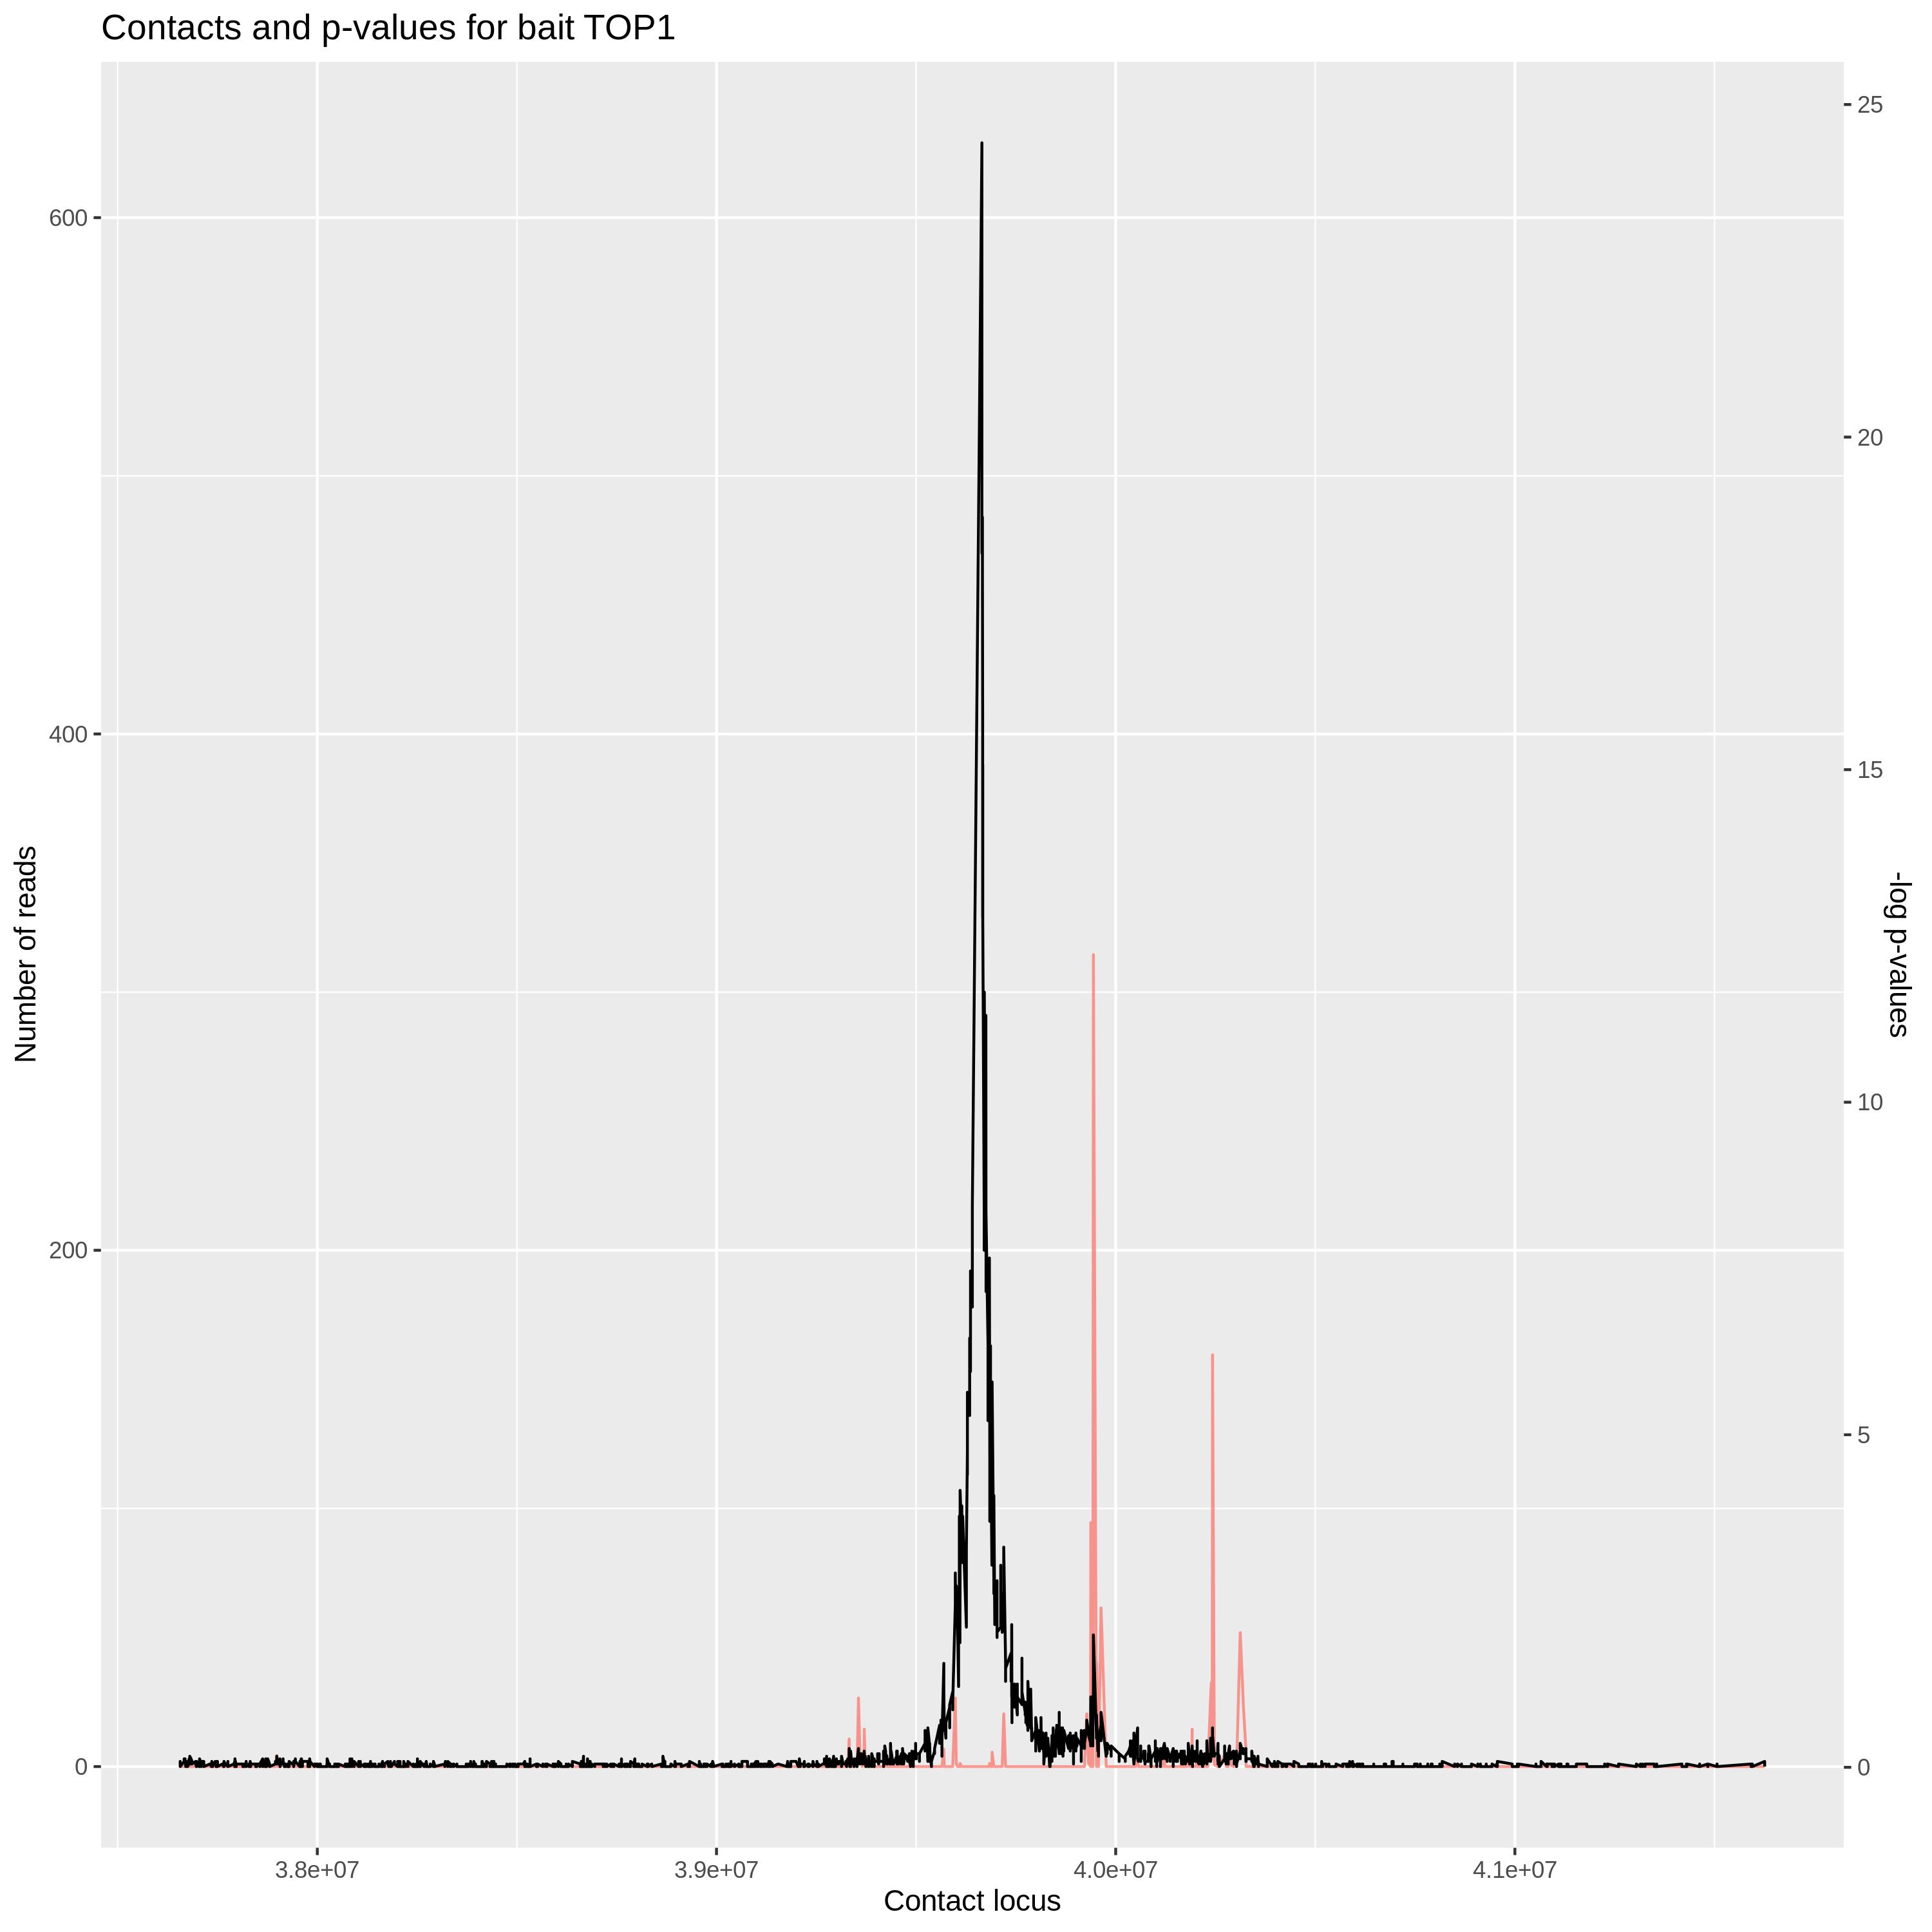 Contacts and p-values for bait TOP1
Number of reads
600
400
200
0
25
20
15
10
5
0
-log p-values
3.8e+07
3.9e+07
4.0e+07
4.1e+07
Contact locus